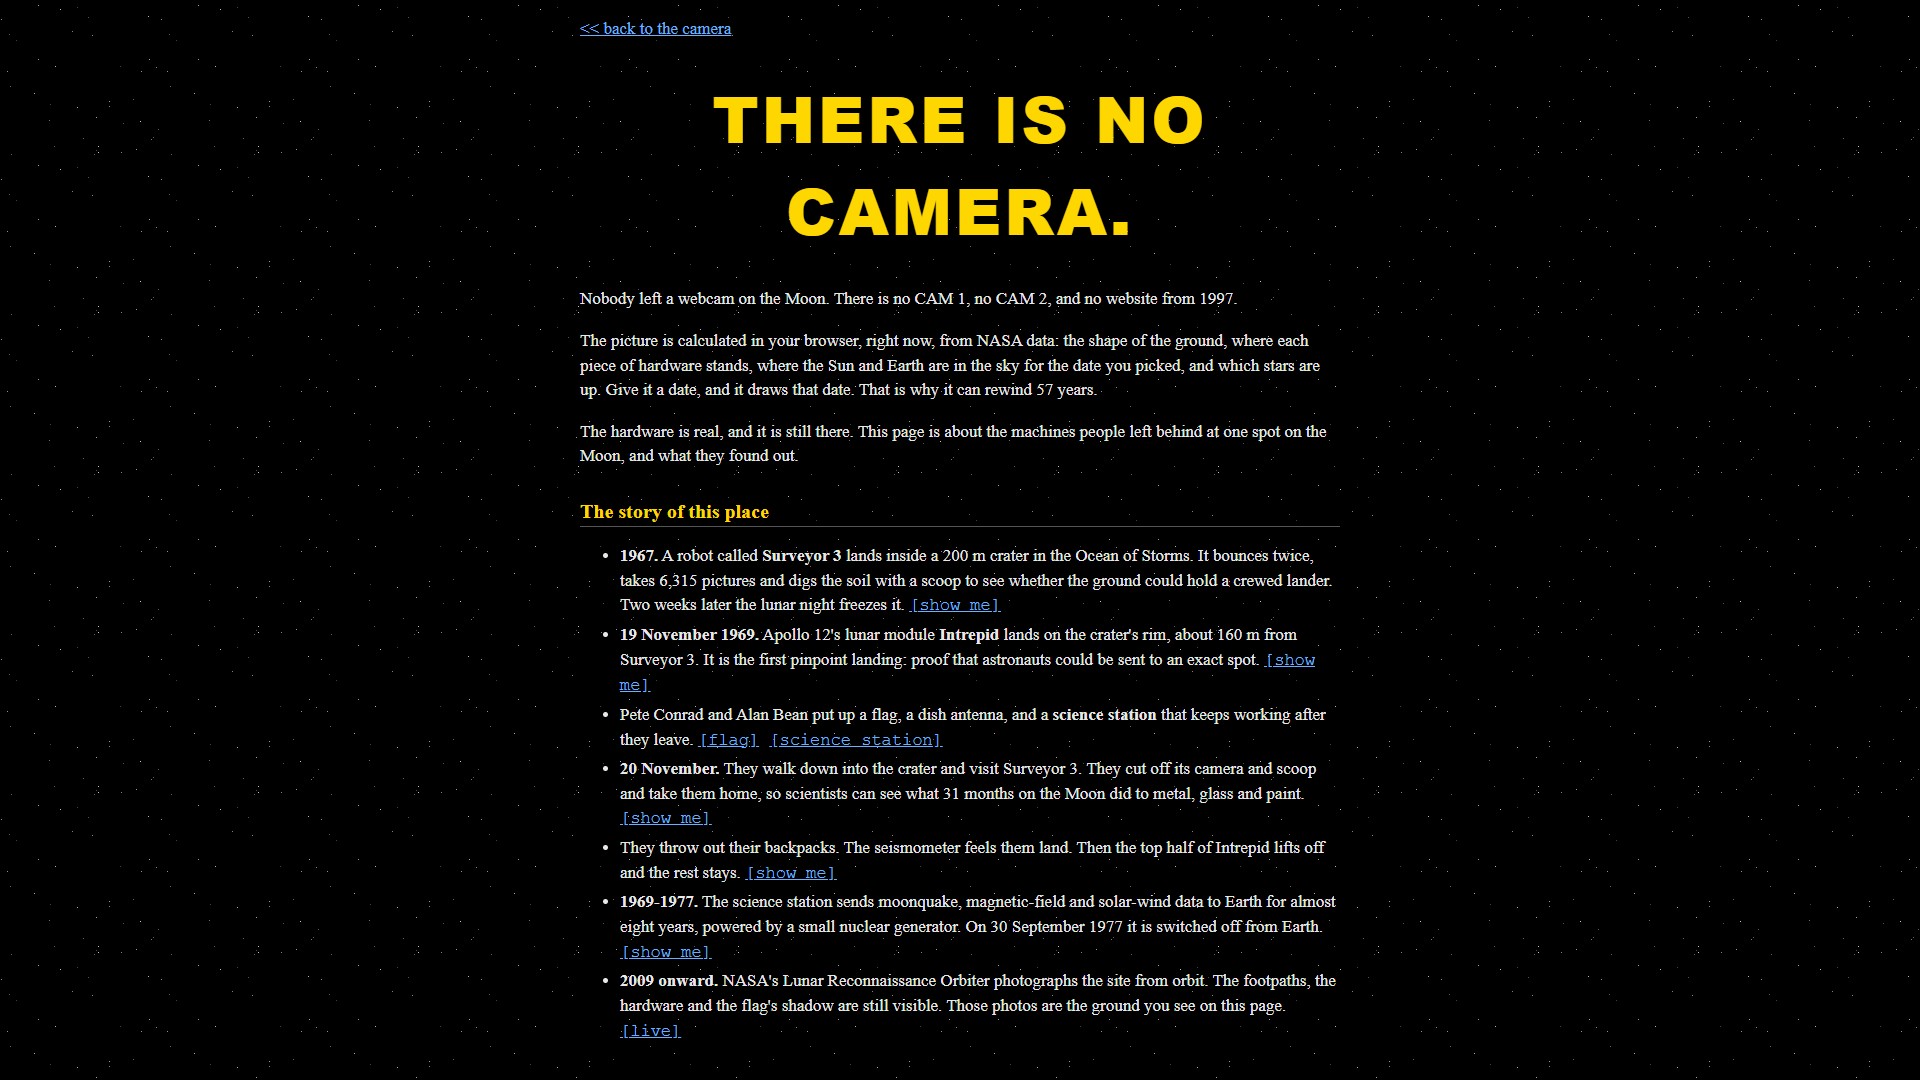 << back to the camera
THERE IS NO
CAMERA.
Nobody left a webcam on the Moon. There is no CAM 1, no CAM 2, and no website from 1997.
The picture is calculated in your browser, right now, from NASA data: the shape of the ground, where each
piece of hardware stands, where the Sun and Earth are in the sky for the date you picked, and which stars are
up. Give it a date, and it draws that date. That is why it can rewind 57 years.
The hardware is real, and it is still there. This page is about the machines people left behind at one spot on the
Moon, and what they found out.
The story of this place
• 1967. A robot called Surveyor 3 lands inside a 200 m crater in the Ocean of Storms. It bounces twice,
takes 6,315 pictures and digs the soil with a scoop to see whether the ground could hold a crewed lander.
Two weeks later the lunar night freezes it. [show me]
• 19 November 1969. Apollo 12's lunar module Intrepid lands on the crater's rim, about 160 m from
Surveyor 3. It is the first pinpoint landing: proof that astronauts could be sent to an exact spot. [show
me]
• Pete Conrad and Alan Bean put up a flag, a dish antenna, and a science station that keeps working after
they leave. [flag] [science station]
• 20 November. They walk down into the crater and visit Surveyor 3. They cut off its camera and scoop
and take them home, so scientists can see what 31 months on the Moon did to metal, glass and paint.
[show me]
• They throw out their backpacks. The seismometer feels them land. Then the top half of Intrepid lifts off
and the rest stays. [show me]
• 1969-1977. The science station sends moonquake, magnetic-field and solar-wind data to Earth for almost
eight years, powered by a small nuclear generator. On 30 September 1977 it is switched off from Earth.
[show me]
• 2009 onward. NASA's Lunar Reconnaissance Orbiter photographs the site from orbit. The footpaths, the
hardware and the flag's shadow are still visible. Those photos are the ground you see on this page.
[live]